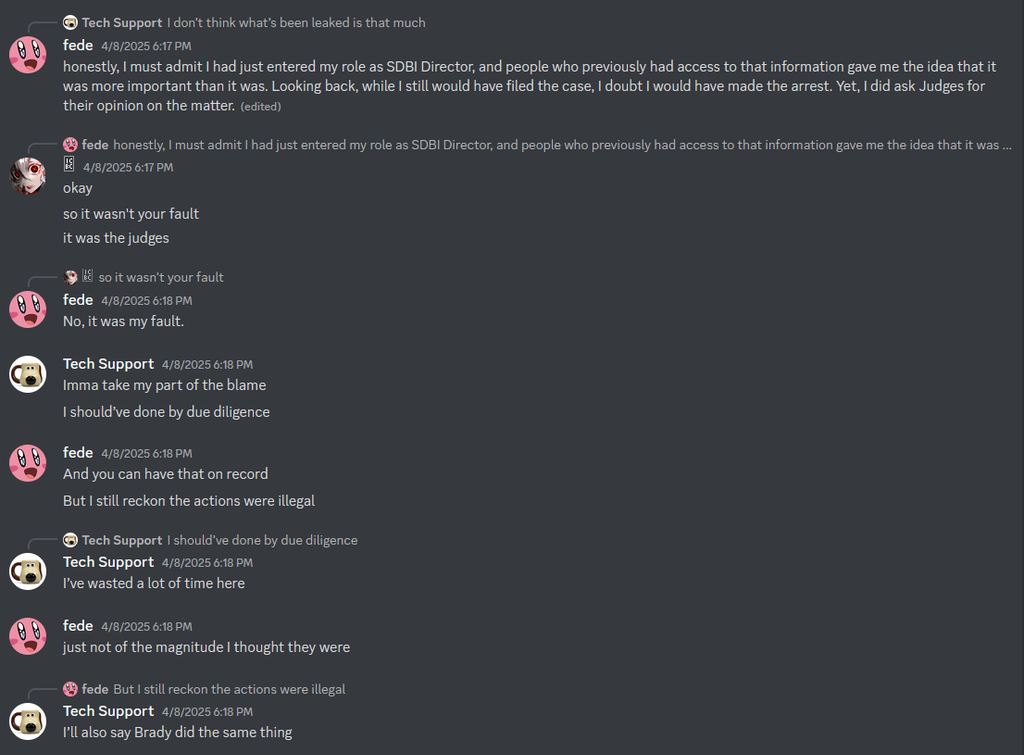 Tech Support I don't think what's been leaked is that much
fede 4/8/2025 6:17 PM
honestly, I must admit I had just entered my role as SDBI Director, and people who previously had access to that information gave me the idea that it
was more important than it was. Looking back, while I still would have filed the case, I doubt I would have made the arrest. Yet, I did ask Judges for
their opinion on the matter. (edited)
fede honestly, I must admit I had just entered my role as SDBI Director, and people who previously had access to that information gave me the idea that it was ...
4/8/2025 6:17 PM
okay
so it wasn't your fault
it was the judges
so it wasn't your fault
fede 4/8/2025 6:18 PM
No, it was my fault.
Tech Support 4/8/2025 6:18 PM
Imma take my part of the blame
I should've done by due diligence
fede 4/8/2025 6:18 PM
And you can have that on record
But I still reckon the actions were illegal
Tech Support I should've done by due diligence
Tech Support 4/8/2025 6:18 PM
I've wasted a lot of time here
fede 4/8/2025 6:18 PM
just not of the magnitude I thought they were
fede But I still reckon the actions were illegal
Tech Support 4/8/2025 6:18 PM
I'll also say Brady did the same thing